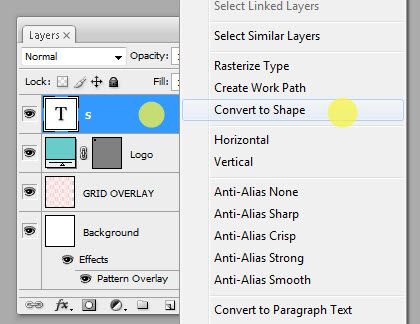 Select Linked Layers
Select Similar Layers
Rasterize Type
Create Work Path
Convert to Shape
Horizontal
Vertical
Anti-Alias None
Anti-Alias Sharp
Anti-Alias Crisp
Anti-Alias Strong
Anti-Alias Smooth
Convert to Paragraph Text
Layers ×
Normal Opacity:
Lock: Fill:
T S
Logo
GRID OVERLAY
Background
Effects
Pattern Overlay
fx.